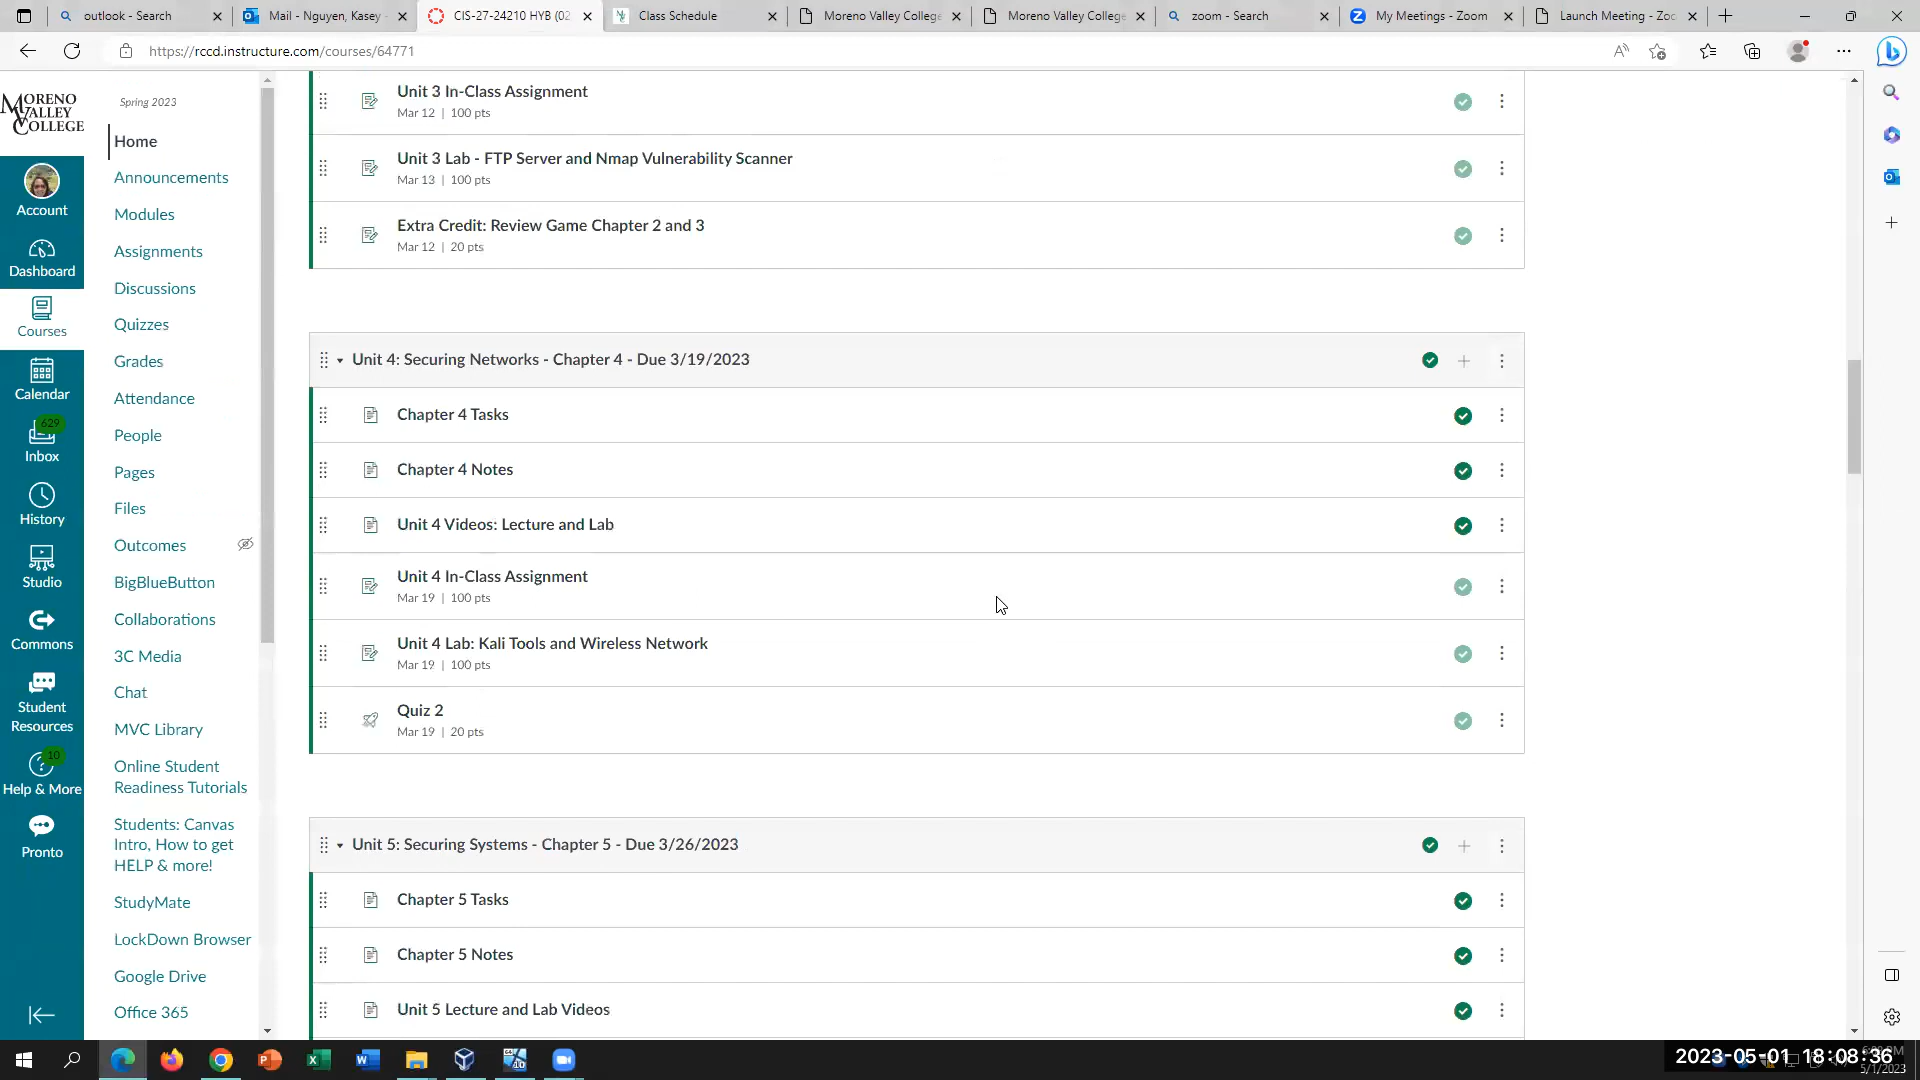 outlook - Search
Mail - Nguyen, Kasey -
CIS-27-24210 HYB (02
Class Schedule
Moreno Valley College
Moreno Valley College
zoom - Search
My Meetings - Zoom
Launch Meeting - Zoo
https://rccd.instructure.com/courses/64771
MORENO
VALLEY
COLLEGE
Account
Dashboard
Courses
Calendar
629
Inbox
History
Studio
Commons
Student
Resources
10
Help & More
Pronto
Spring 2023
Home
Announcements
Modules
Assignments
Discussions
Quizzes
Grades
Attendance
People
Pages
Files
Outcomes
BigBlueButton
Collaborations
3C Media
Chat
MVC Library
Online Student
Readiness Tutorials
Students: Canvas
Intro, How to get
HELP & more!
StudyMate
LockDown Browser
Google Drive
Office 365
Unit 3 In-Class Assignment
Mar 12 | 100 pts
Unit 3 Lab - FTP Server and Nmap Vulnerability Scanner
Mar 13 | 100 pts
Extra Credit: Review Game Chapter 2 and 3
Mar 12 | 20 pts
Unit 4: Securing Networks - Chapter 4 - Due 3/19/2023
Chapter 4 Tasks
Chapter 4 Notes
Unit 4 Videos: Lecture and Lab
Unit 4 In-Class Assignment
Mar 19 | 100 pts
Unit 4 Lab: Kali Tools and Wireless Network
Mar 19 | 100 pts
Quiz 2
Mar 19 | 20 pts
Unit 5: Securing Systems - Chapter 5 - Due 3/26/2023
Chapter 5 Tasks
Chapter 5 Notes
Unit 5 Lecture and Lab Videos
2023-05-01 18:08:36
5/1/2023